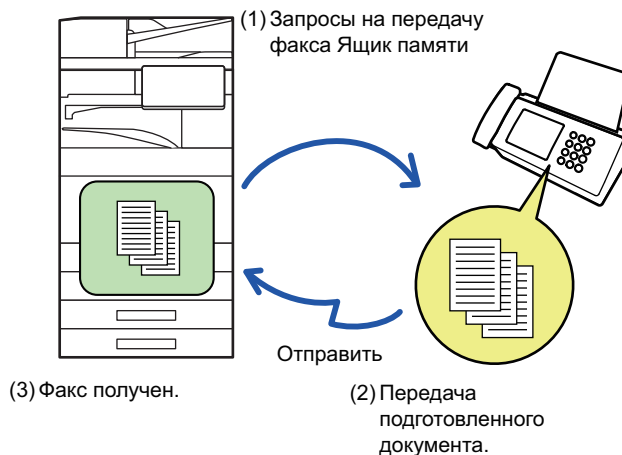 (1) Запросы на передачу
факса Ящик памяти
Отправить
(3) Факс получен.
(2) Передача
подготовленного
документа.